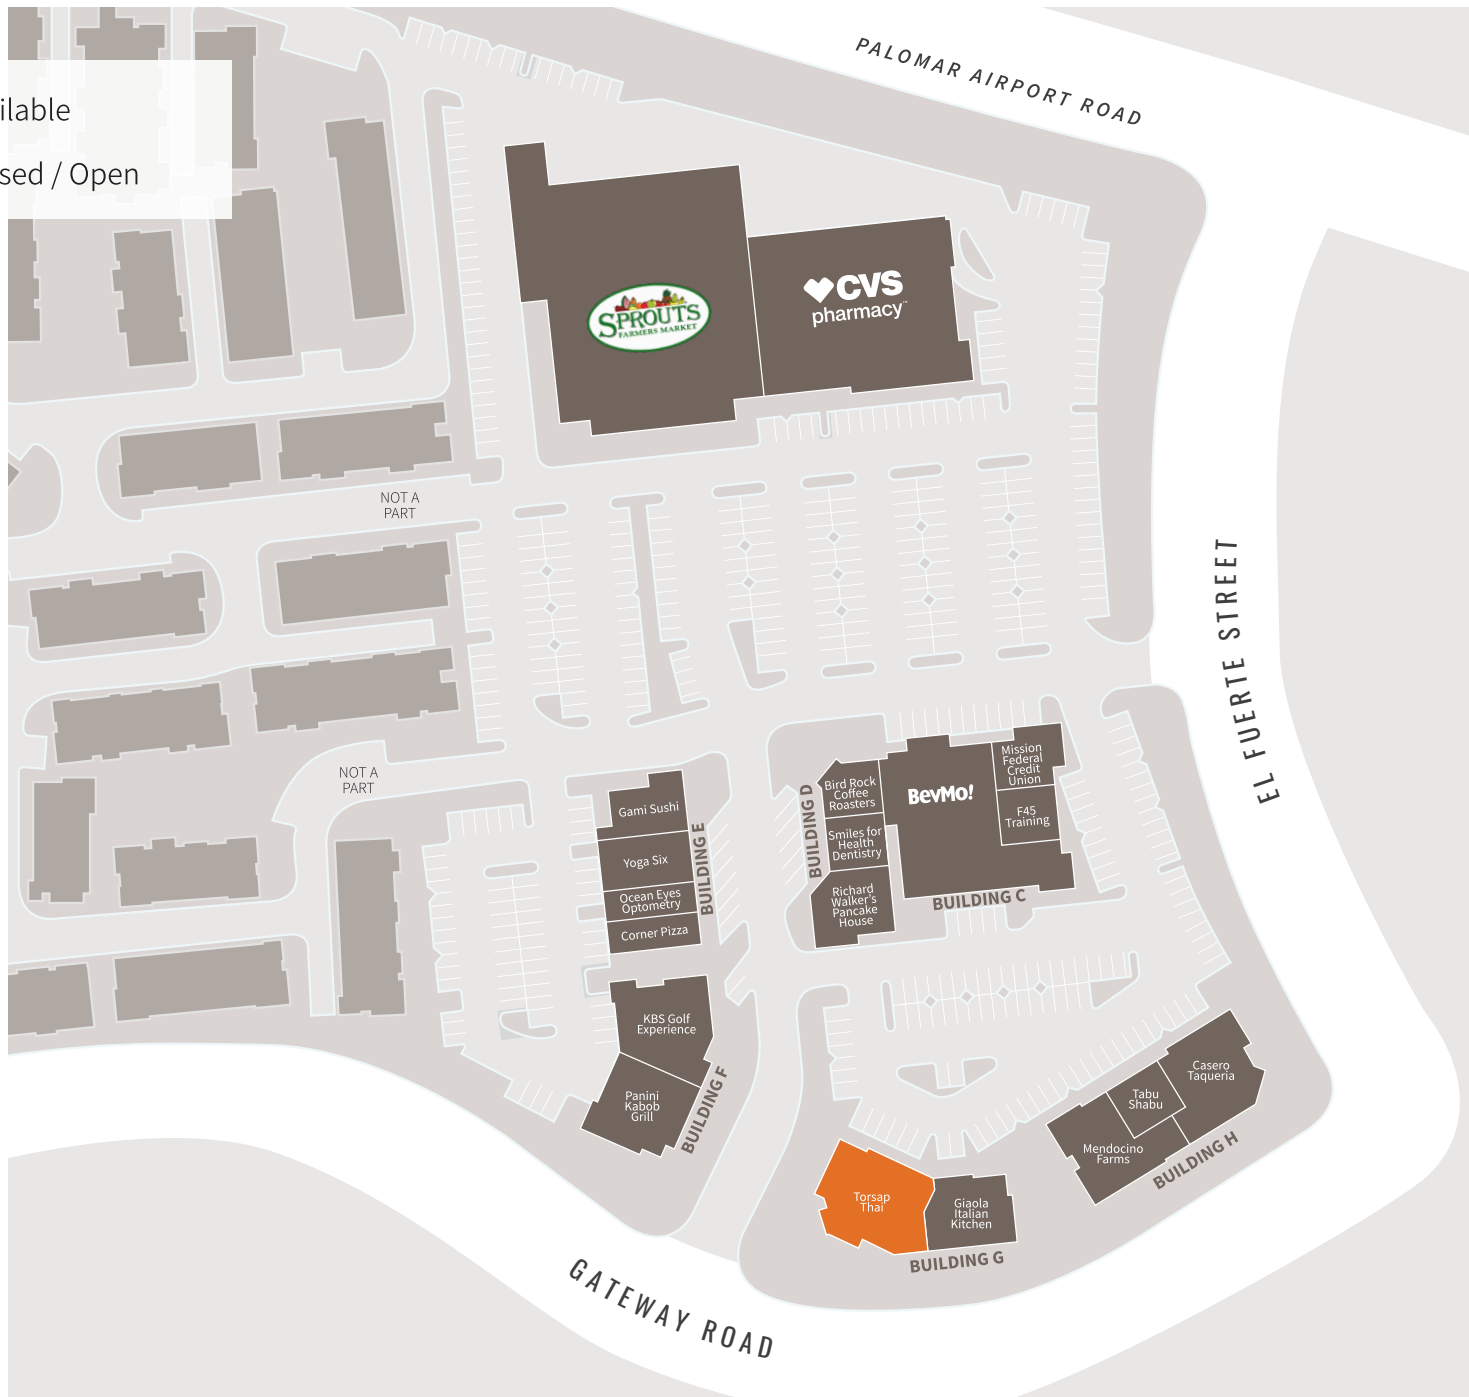 PALOMAR AIRPORT ROAD
ilable
sed / Open
SPROUTS
FARMERS MARKET
CVS
pharmacy™
NOT A
PART
EL FUERTE STREET
NOT A
PART
Gami Sushi
Yoga Six
Ocean Eyes
Optometry
Corner Pizza
BUILDING E
BUILDING D
Bird Rock
Coffee
Roasters
Smiles for
Health
Dentistry
Richard
Walker's
Pancake
House
BevMo!
Mission
Federal
Credit
Union
F45
Training
BUILDING C
KBS Golf
Experience
Panini
Kabob
Grill
BUILDING F
Casero
Taqueria
Tabu
Shabu
Mendocino
Farms
BUILDING H
Torsap
Thai
Giaola
Italian
Kitchen
BUILDING G
GATEWAY ROAD